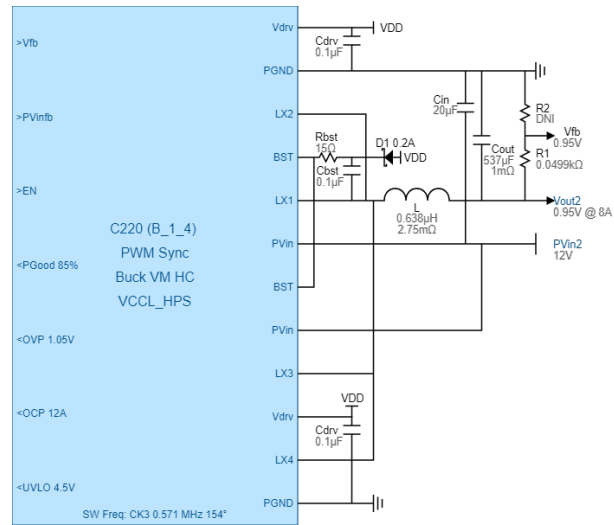 >Vfb
>PVinfb
>EN
<PGood 85%
<OVP 1.05V
<OCP 12A
<UVLO 4.5V
C220 (B_1_4)
PWM Sync
Buck VM HC
VCCL_HPS
SW Freq: CK3 0.571 MHz 154°
Vdrv
PGND
LX2
BST
LX1
PVin
BST
PVin
LX3
Vdrv
LX4
PGND
Cdrv
0.1µF
VDD
Rbst
15Ω
Cbst
0.1µF
D1 0.2A
VDD
L
0.638µH
2.75mΩ
Cin
20µF
Cout
537µF
1mΩ
R2
DNI
Vfb
0.95V
R1
0.0499kΩ
Vout2
0.95V @ 8A
PVin2
12V
VDD
Cdrv
0.1µF